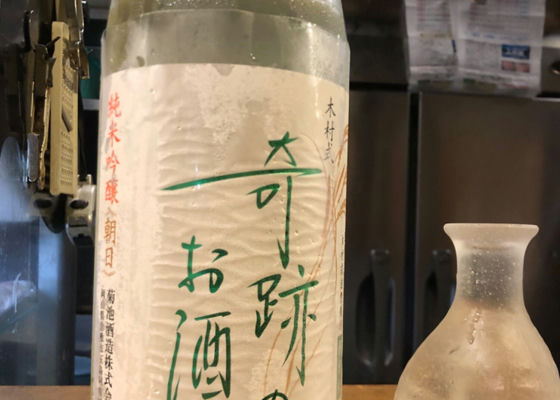 木村式
奇跡の
お酒
純米吟醸《朝日》
菊池酒造株式会